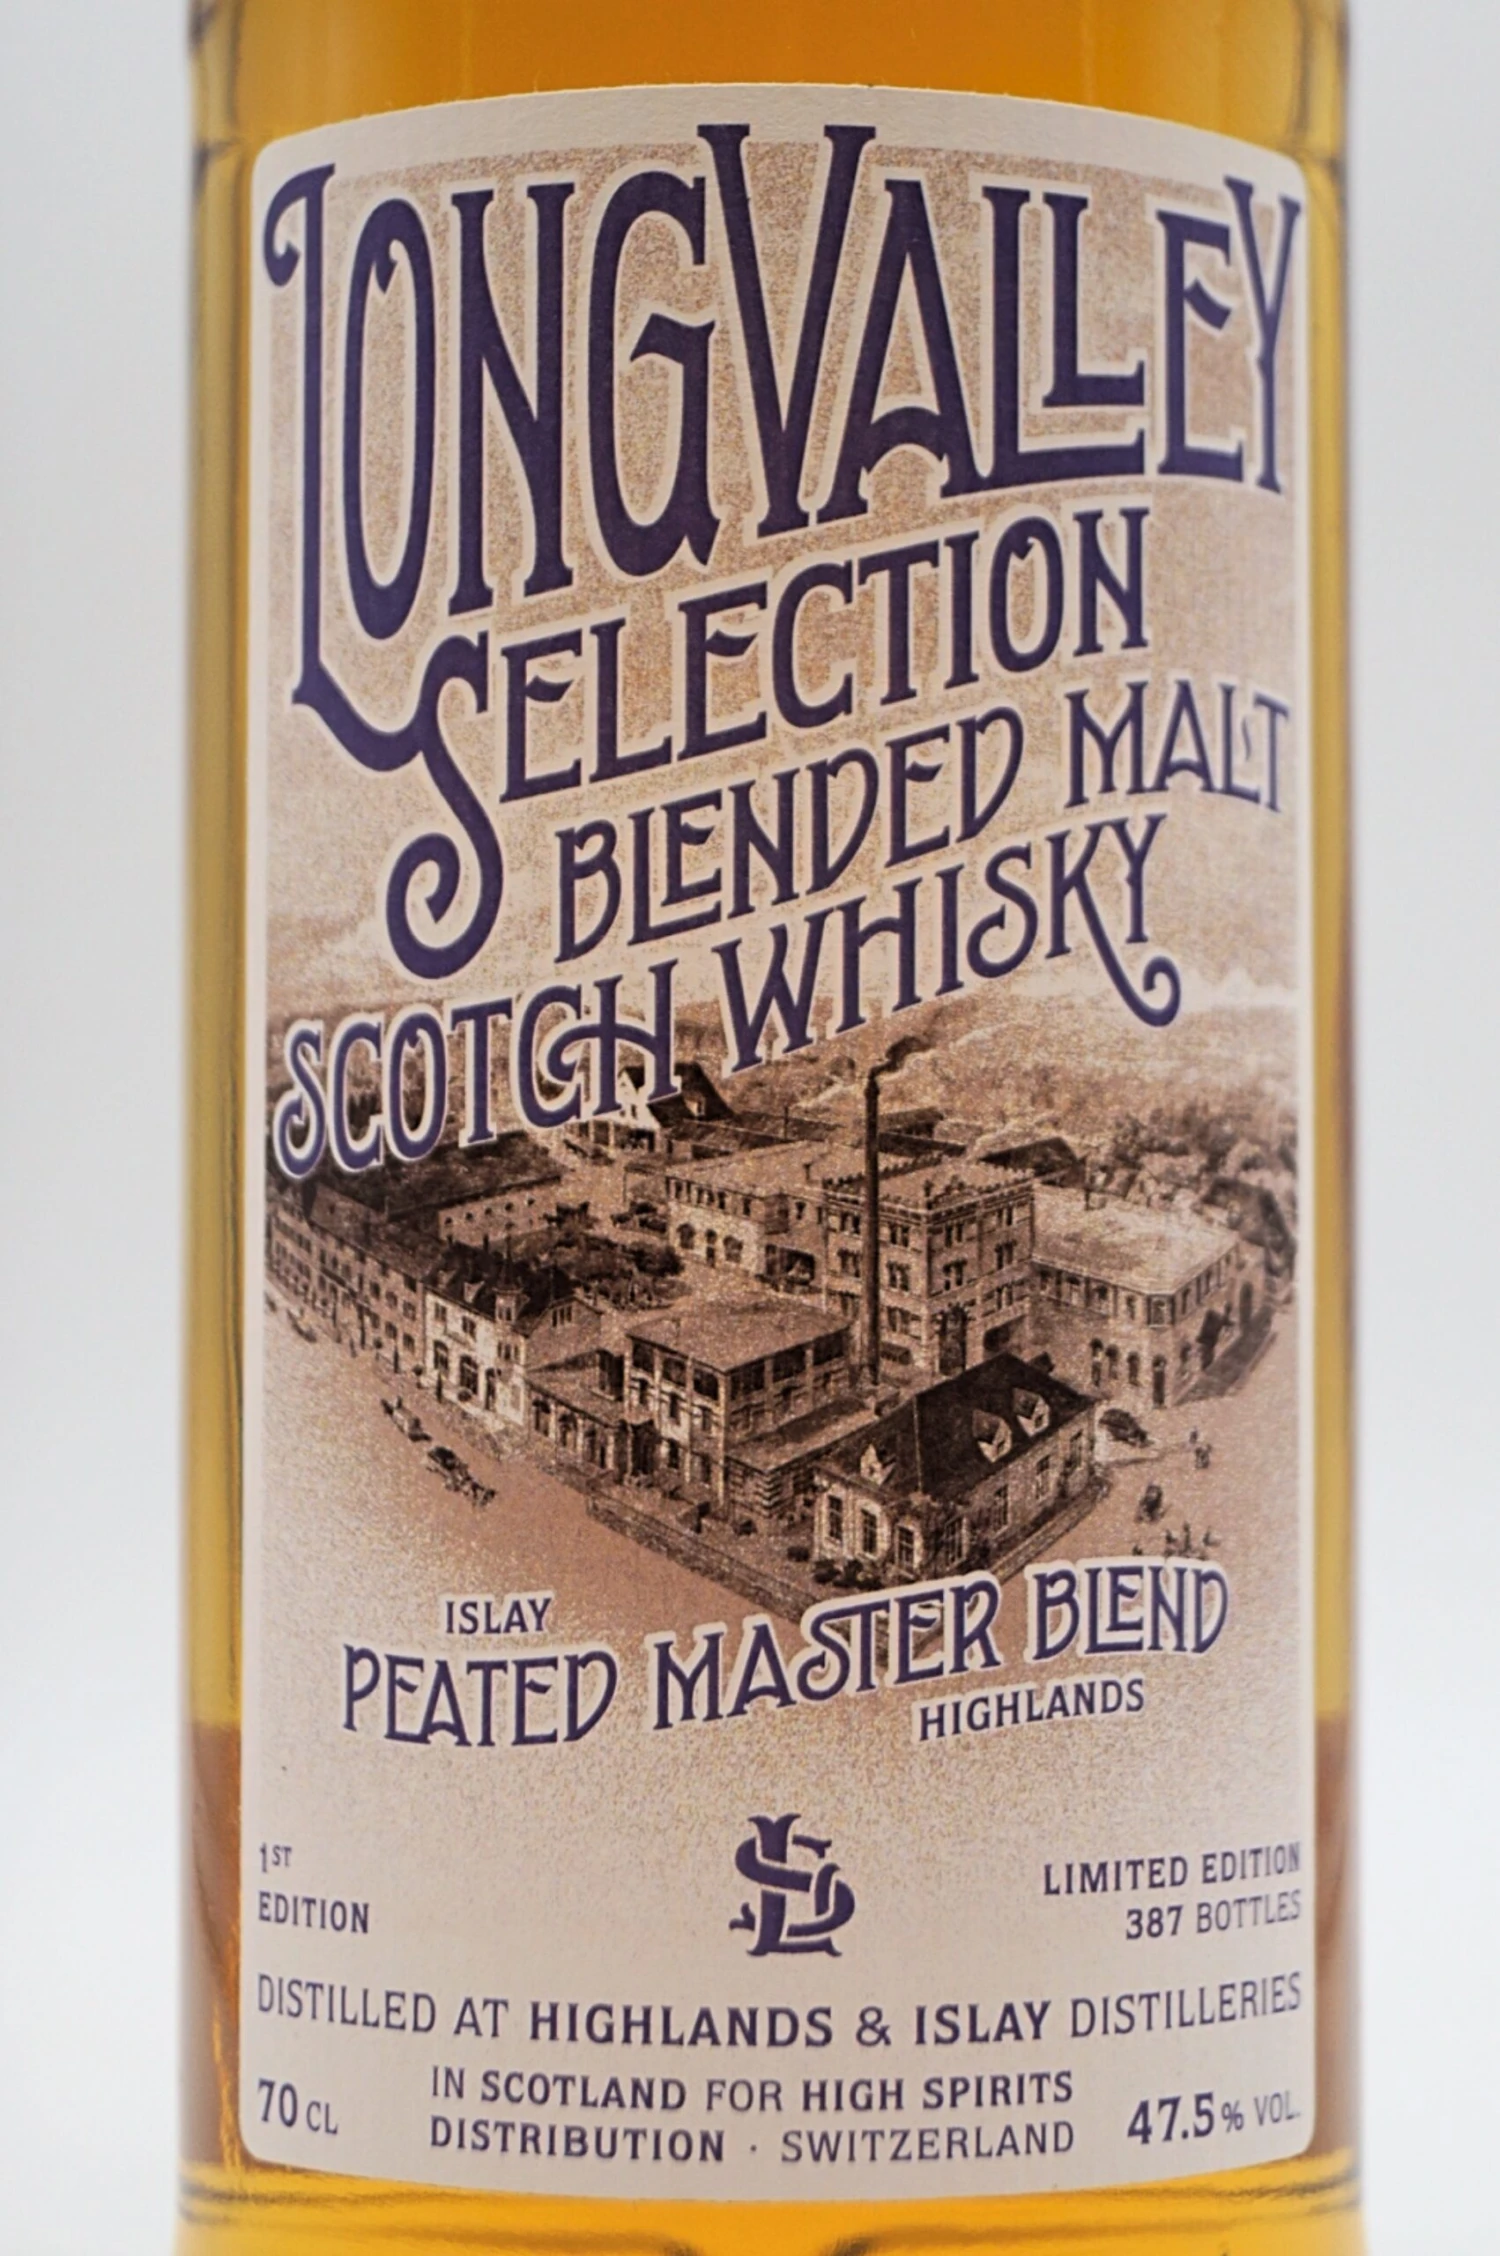 LONGVALLEY
SELECTION
BLENDED MALT
SCOTCH WHISKY
ISLAY
PEATED MASTER BLEND
HIGHLANDS
1ST
EDITION
LS
LIMITED EDITION
387 BOTTLES
DISTILLED AT HIGHLANDS & ISLAY DISTILLERIES
70 CL
IN SCOTLAND FOR HIGH SPIRITS
DISTRIBUTION · SWITZERLAND
47.5% VOL.